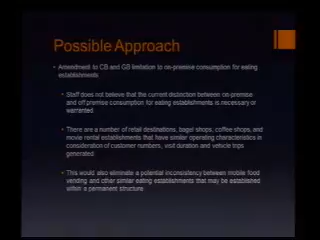 Possible Approach
• Amendment to CB and GB limitation to on-premise consumption for eating
establishments
• Staff does not believe that the current distinction between on-premise
and off premise consumption for eating establishments is necessary or
warranted
• There are a number of retail destinations, bagel shops, coffee shops, and
movie rental establishments that have similar operating characteristics in
consideration of customer numbers, visit duration and vehicle trips
generated
• This would also eliminate a potential inconsistency between mobile food
vending and other similar eating establishments that may be established
within a permanent structure.